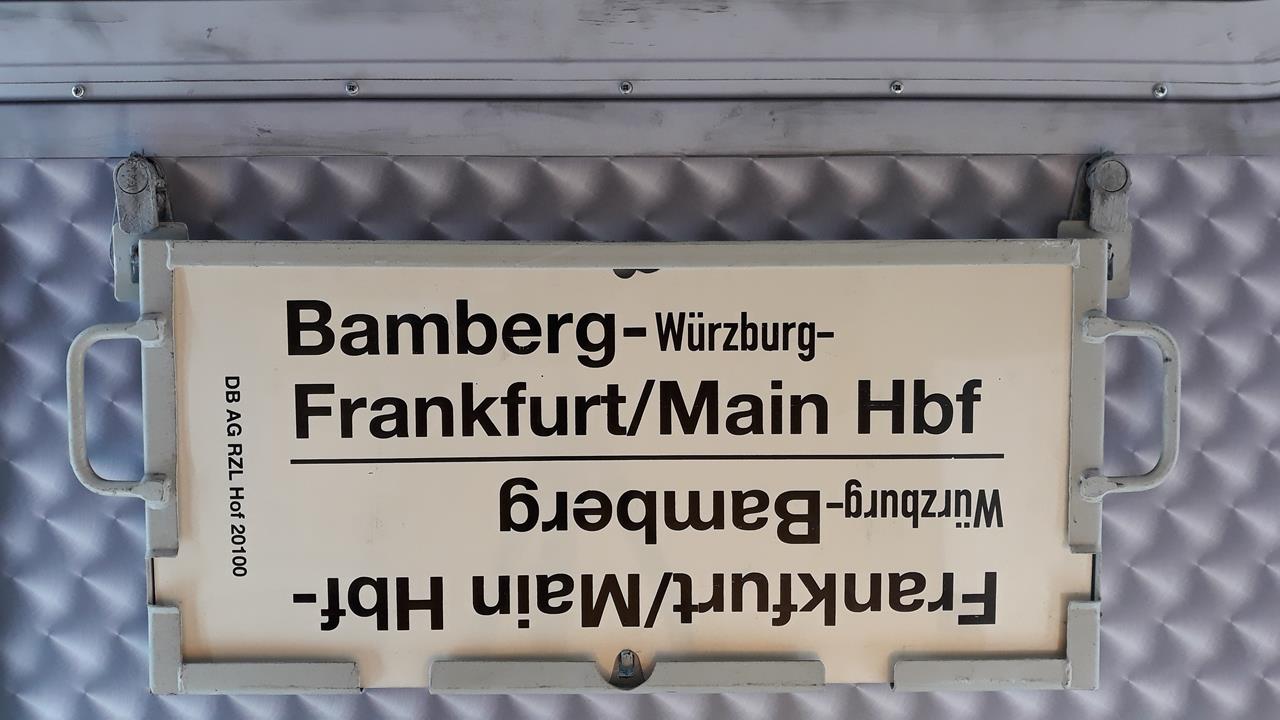 Bamberg-Würzburg-
Frankfurt/Main Hbf
Frankfurt/Main Hbf-
Würzburg-Bamberg
DB AG RZL Hof 20100